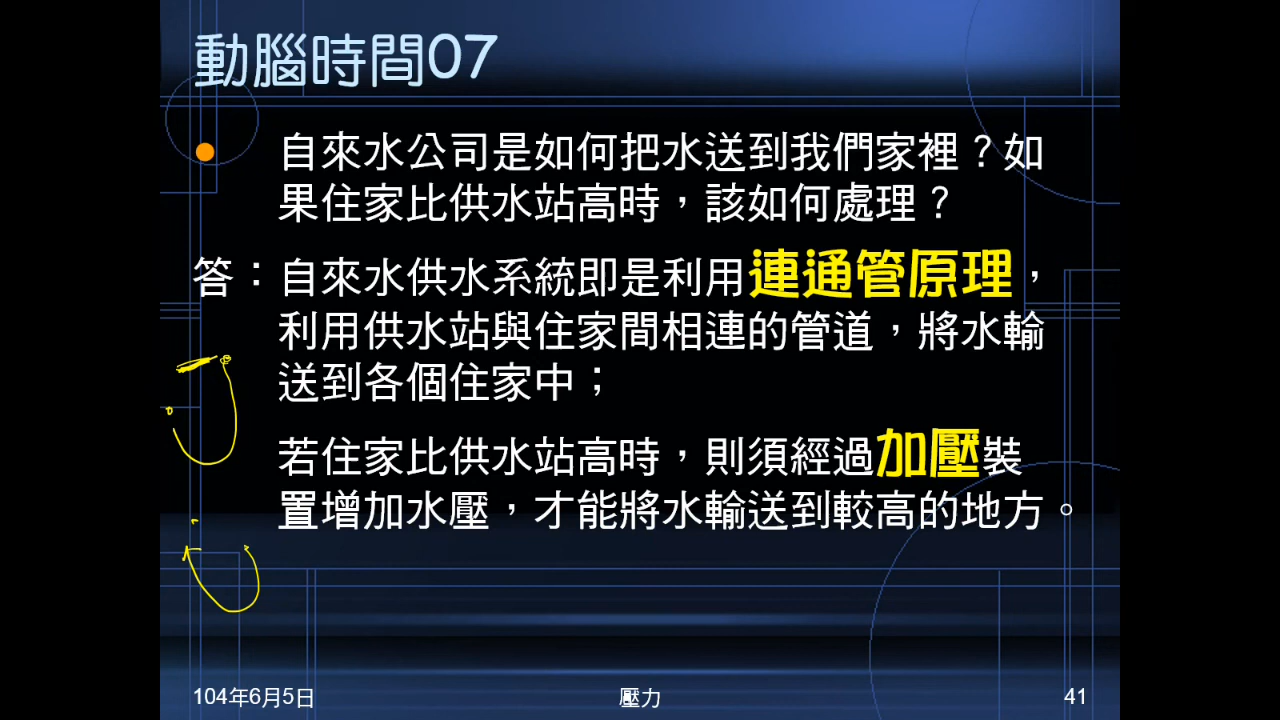 動腦時間07
自來水公司是如何把水送到我們家裡？如
果住家比供水站高時，該如何處理？
答：自來水供水系統即是利用連通管原理，
利用供水站與住家間相連的管道，將水輸
送到各個住家中；
若住家比供水站高時，則須經過加壓裝
置增加水壓，才能將水輸送到較高的地方。
104年6月5日
壓力
41